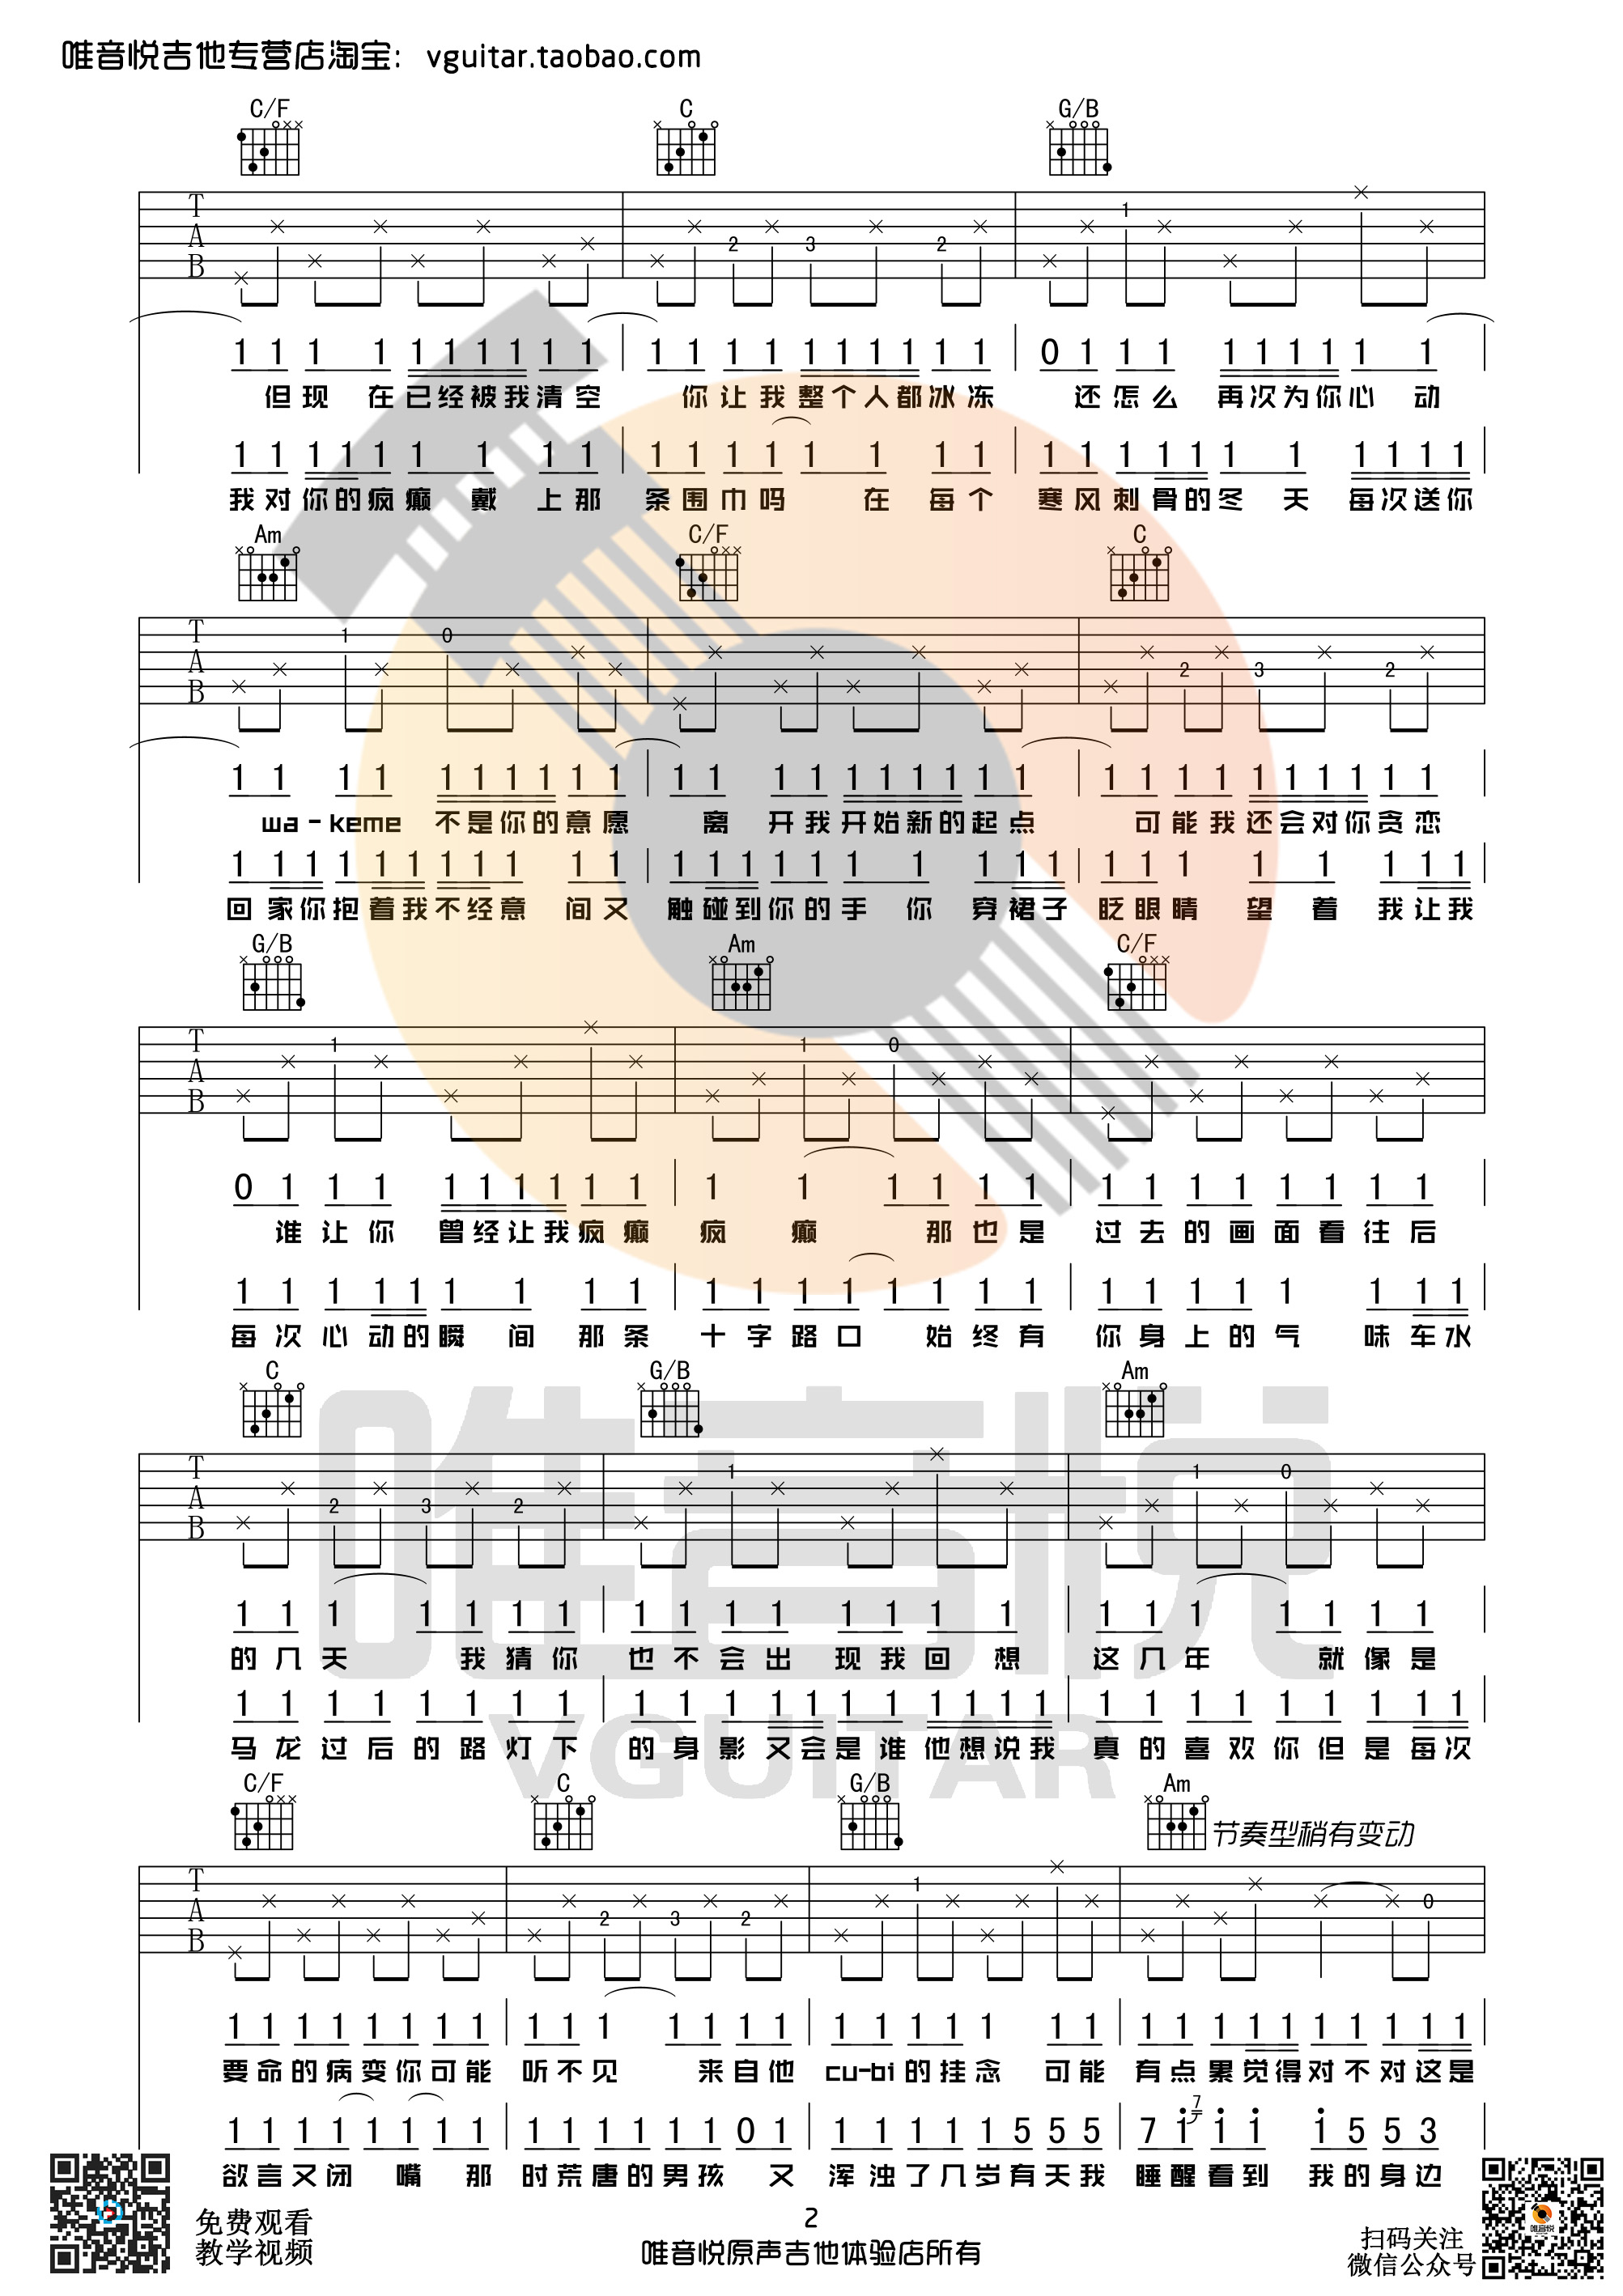 唯音悦吉他专营店淘宝: vguitar.taobao.com
C/F C G/B
T 2 3 2 1
A
B
1 1 1 1 1 1 1 1 1 1 1 1 1 1 1 1 1 1 1 1 0 1 1 1 1 1 1 1 1 1
但现 在已经被我清空 你让我整个人都冰冻 还怎么 再次为你心 动
1 1 1 1 1 1 1 1 1 1 1 1 1 1 1 1 1 1 1 1 1 1 1 1 1 1 1 1 1
我对你的疯癫 戴 上那 条围巾吗 在 每个 寒风刺骨的冬 天 每次送你
Am C/F C
T 1 0 2 3 2
A
B
1 1 1 1 1 1 1 1 1 1 1 1 1 1 1 1 1 1 1 1 1 1 1 1 1 1 1 1 1 1
wa-keme 不是你的意愿 离 开我开始新的起点 可能我还会对你贪恋
1 1 1 1 1 1 1 1 1 1 1 1 1 1 1 1 1 1 1 1 1 1 1 1 1 1 1 1 1
回家你抱着我不经意 间又 触碰到你的手 你 穿裙子 眨眼睛 望 着 我让我
G/B Am C/F
T 1 1 0
A
B
0 1 1 1 1 1 1 1 1 1 1 1 1 1 1 1 1 1 1 1 1 1 1 1
谁让你 曾经让我疯癫 疯 癫 那也是 过去的画面看往后
1 1 1 1 1 1 1 1 1 1 1 1 1 1 1 1 1 1 1 1 1 1 1 1 1
每次心动的瞬 间 那条 十字路口 始终有 你身上的气 味车水
C G/B Am
T 2 3 2 1 1 0
A
B
1 1 1 1 1 1 1 1 1 1 1 1 1 1 1 1 1 1 1 1 1 1
的几天 我猜你 也不会出 现我回 想 这几年 就像是
1 1 1 1 1 1 1 1 1 1 1 1 1 1 1 1 1 1 1 1 1 1 1 1 1 1 1 1
马龙过后的路灯下 的身影又会是谁他想说我 真的喜欢你但是每次
C/F C G/B Am 节奏型稍有变动
T 2 3 2 1 0
A
B
1 1 1 1 1 1 1 1 1 1 1 1 1 1 1 1 1 1 1 1 1 1 1 1 1 1 1 1 1 1 1
要命的病变你可能 听不见 来自他 cu-bi的挂念 可能 有点累觉得对不对这是
1 1 1 1 1 1 1 1 1 1 1 1 1 1 0 1 1 1 1 1 1 5 5 5 7 i 7 i i i 5 5 3
欲言又闭 嘴 那 时荒唐的男孩 又 浑浊了几岁有天我 睡醒看到 我的身边
唯音悦
VGUITAR
免费观看
教学视频
2
唯音悦原声吉他体验店所有
扫码关注
微信公众号
唯音悦